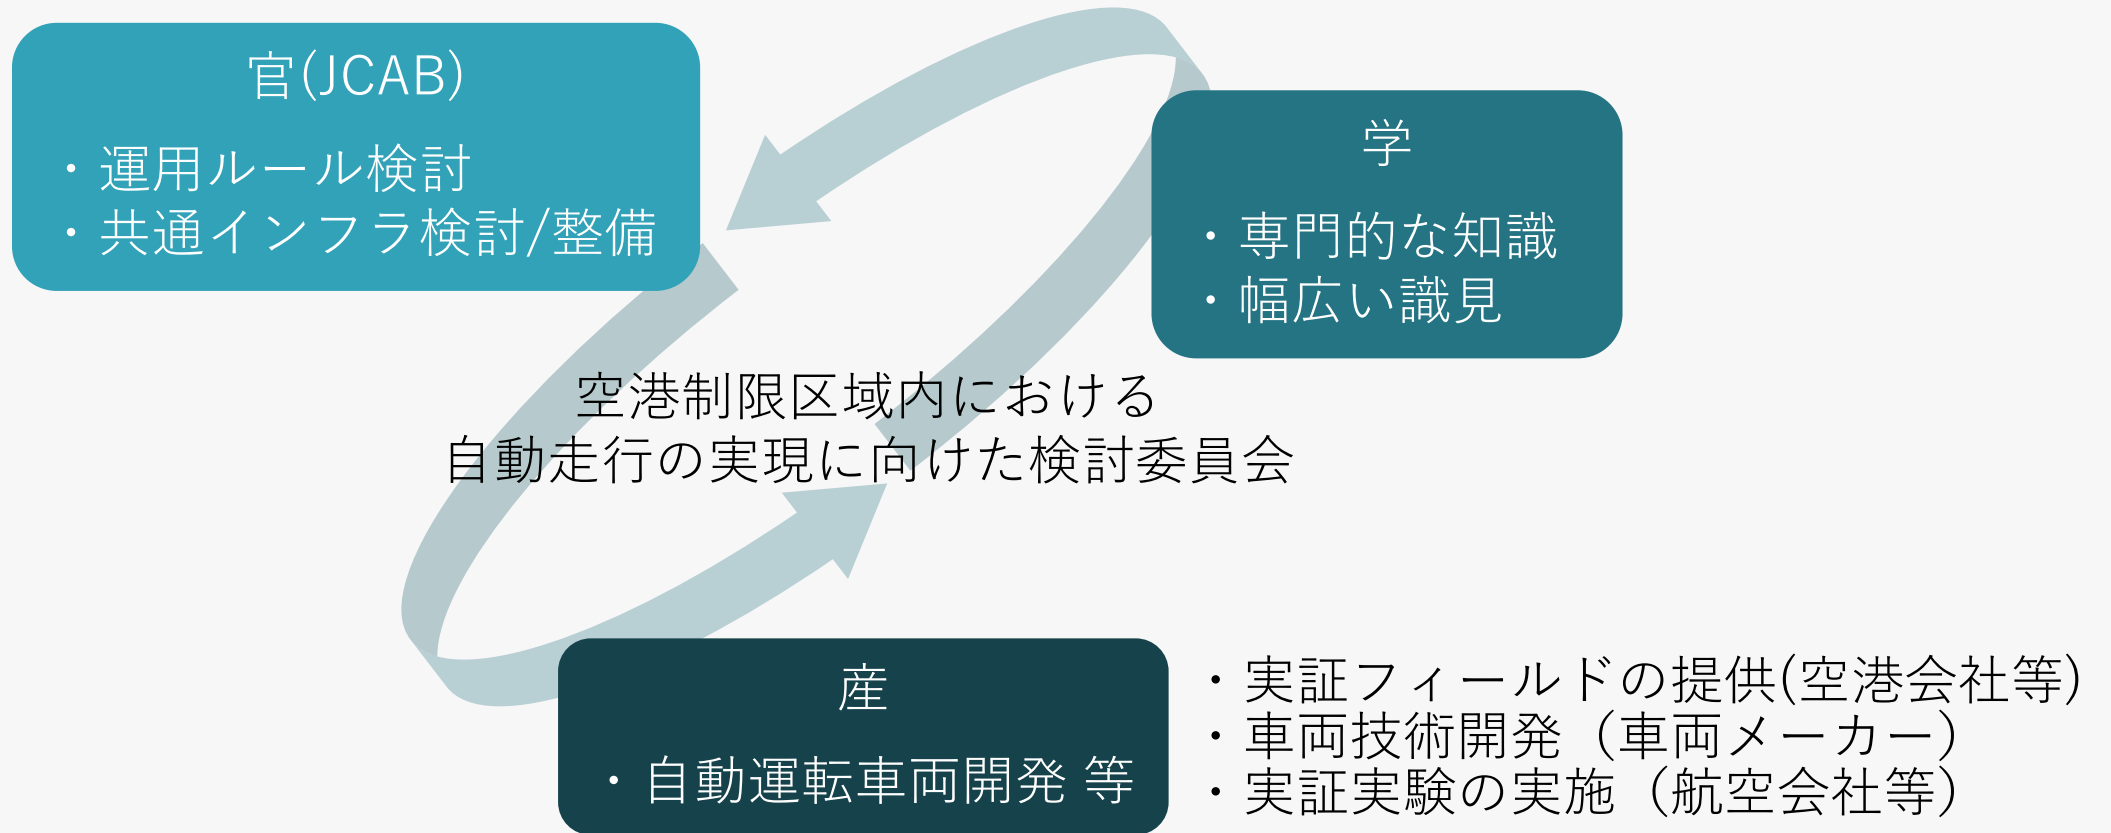 官(JCAB)
・運用ルール検討
・共通インフラ検討/整備
学
・専門的な知識
・幅広い識見
空港制限区域内における
自動走行の実現に向けた検討委員会
産
・自動運転車両開発 等
・実証フィールドの提供(空港会社等)
・車両技術開発（車両メーカー）
・実証実験の実施（航空会社等）